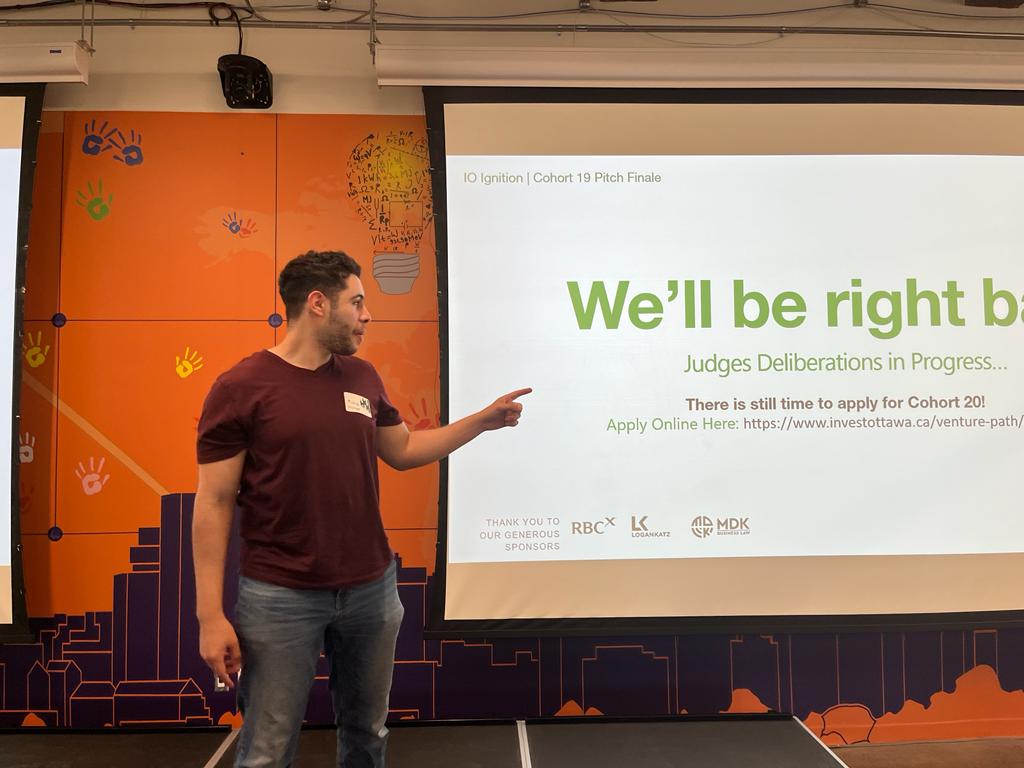 IO Ignition | Cohort 19 Pitch Finale
We'll be right ba
Judges Deliberations in Progress...
There is still time to apply for Cohort 20!
Apply Online Here: https://www.investottawa.ca/venture-path/
THANK YOU TO
OUR GENEROUS
SPONSORS
RBCx
LK
LOGANKATZ
MDK
BUSINESS LAW